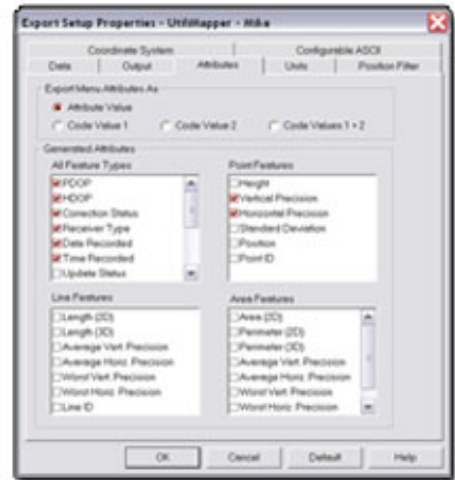 Export Setup Properties - UtiliMapper - Mike
Coordinate System
Configurable ASCII
Data
Output
Attributes
Units
Position Filter
Export Menu Attributes As
Attribute Value
Code Value 1
Code Value 2
Code Values 1 + 2
Generated Attributes
All Feature Types
PDOP
HDOP
Correction Status
Receiver Type
Date Recorded
Time Recorded
Update Status
Point Features
Height
Vertical Precision
Horizontal Precision
Standard Deviation
Position
Point ID
Line Features
Length (2D)
Length (3D)
Average Vert. Precision
Average Horiz. Precision
Worst Vert. Precision
Worst Horiz. Precision
Line ID
Area Features
Area (2D)
Perimeter (2D)
Perimeter (3D)
Average Vert. Precision
Average Horiz. Precision
Worst Vert. Precision
Worst Horiz. Precision
OK
Cancel
Default
Help